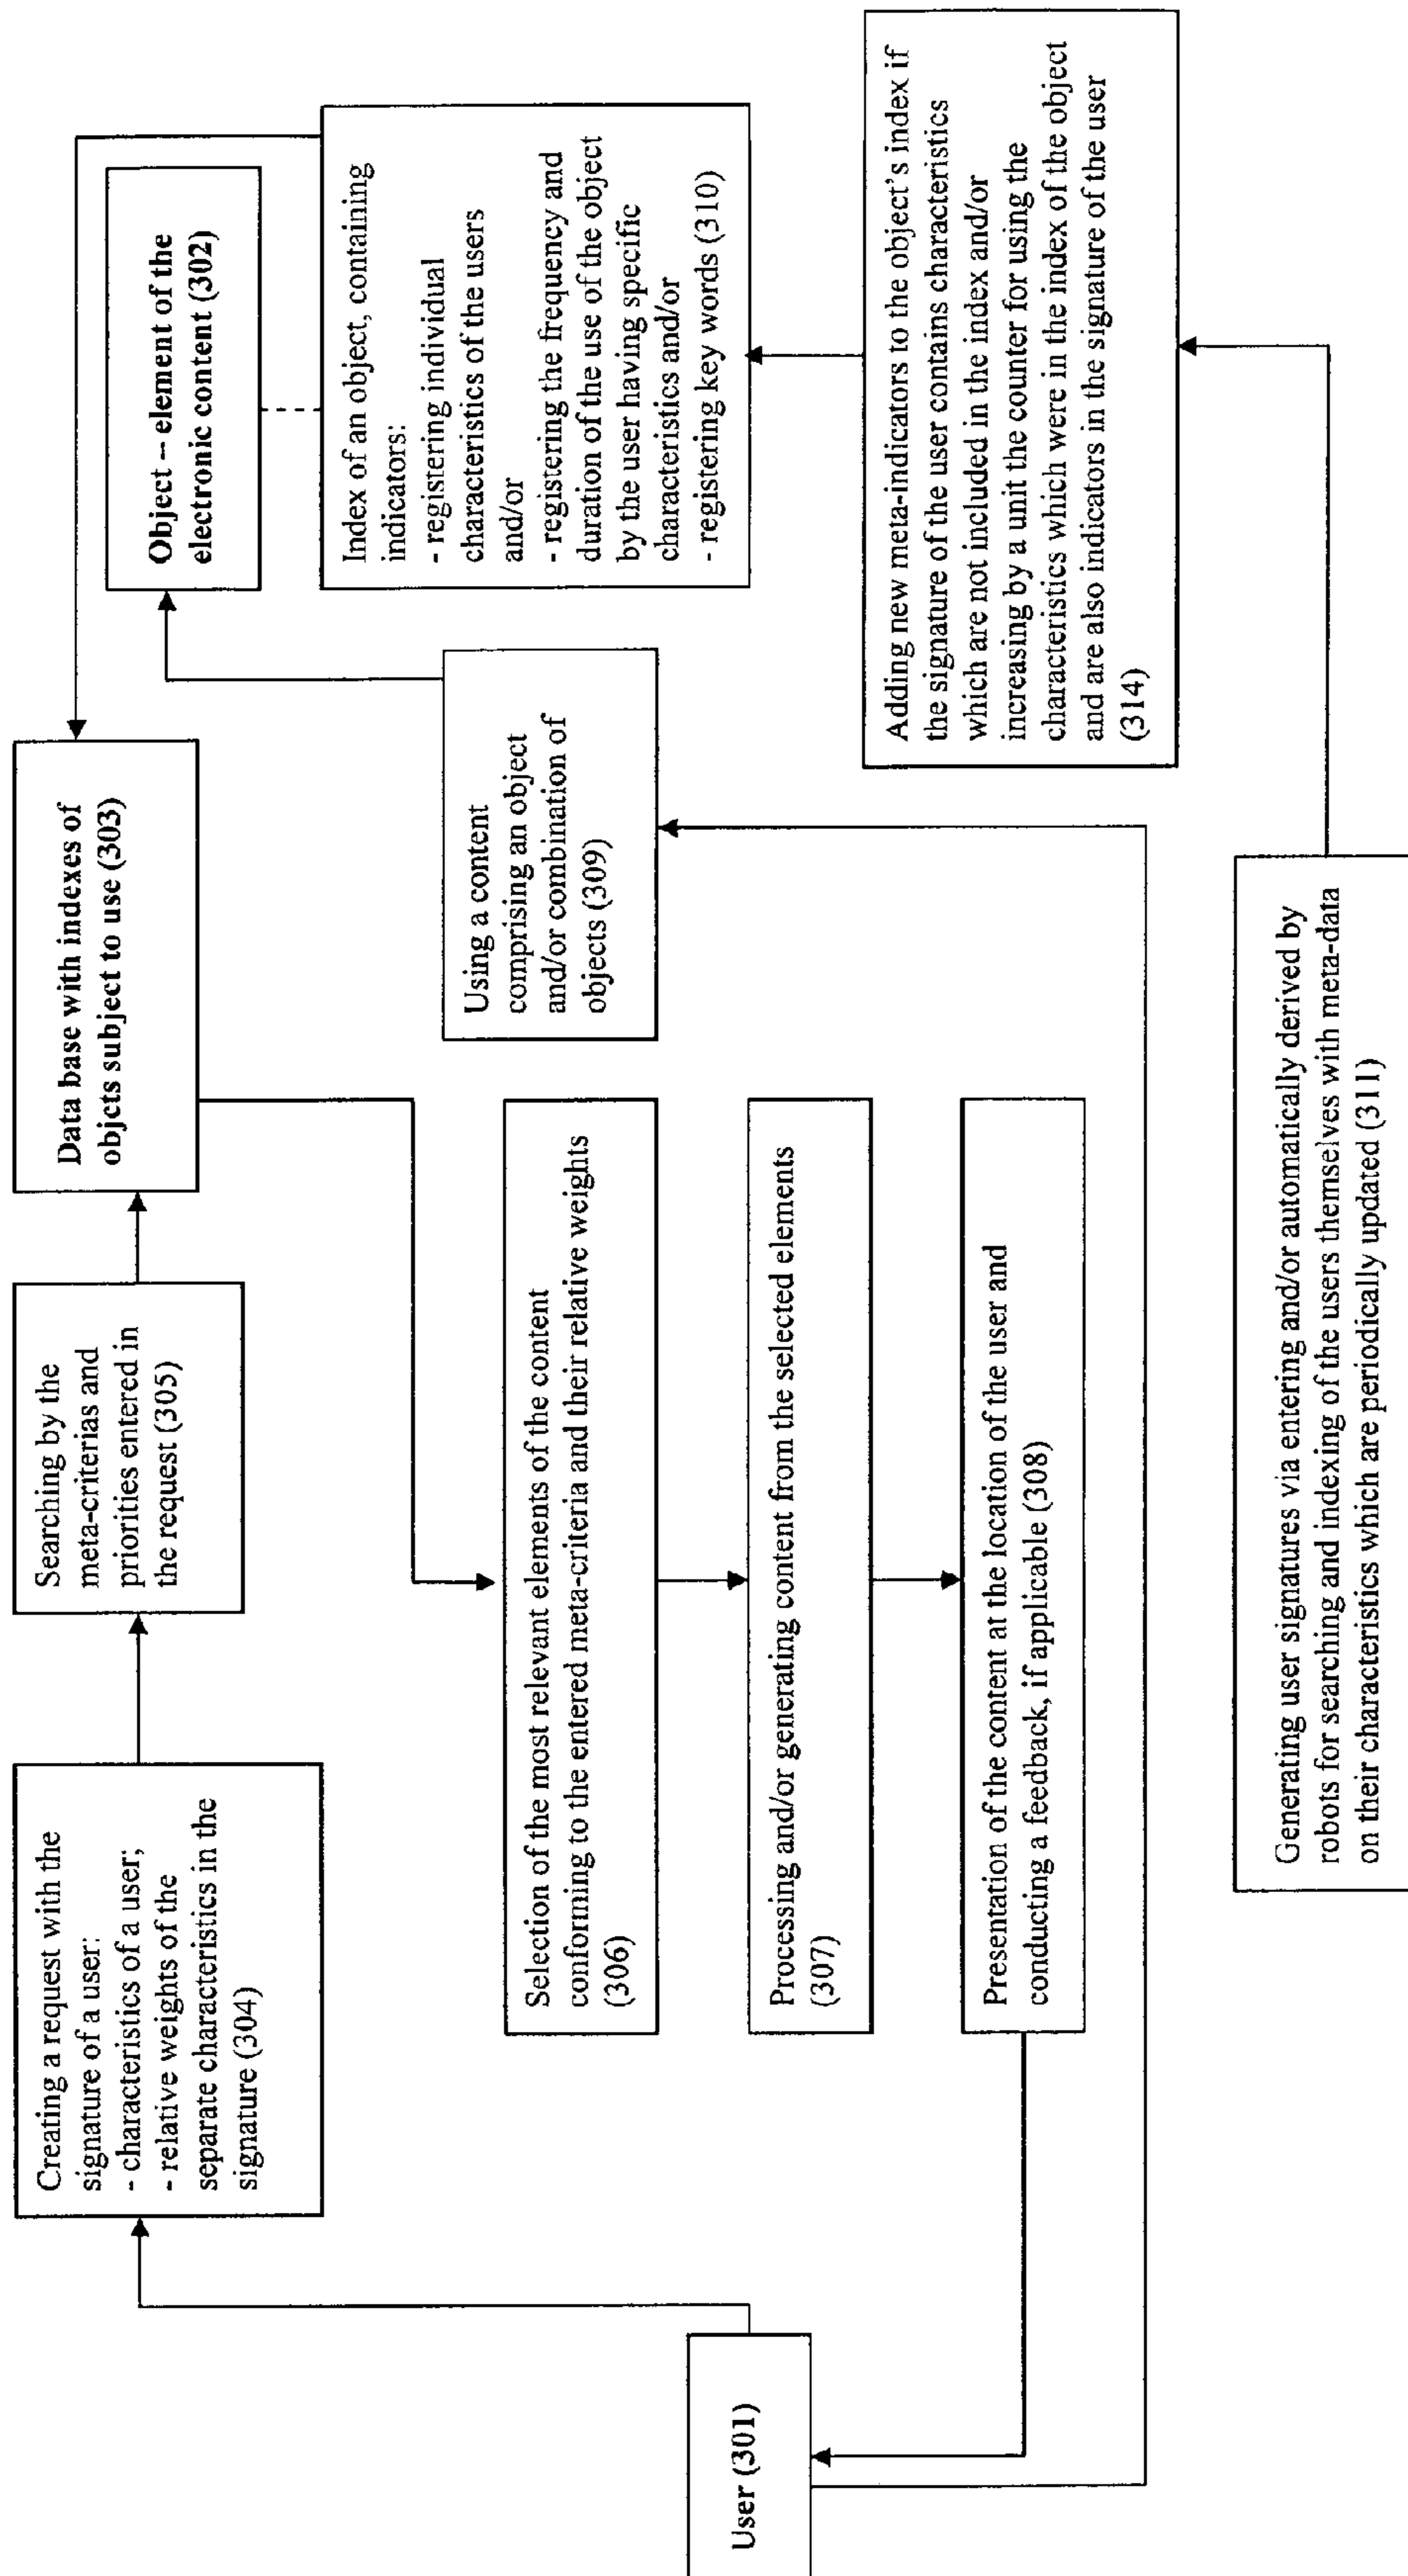 Creating a request with the
signature of a user:
- characteristics of a user;
- relative weights of the
separate characteristics in the
signature (304)
Searching by the
meta-criterias and
priorities entered in
the request (305)
Data base with indexes of
objcts subject to use (303)
Object – element of the
electronic content (302)
Index of an object, containing
indicators:
- registering individual
characteristics of the users
and/or
- registering the frequency and
duration of the use of the object
by the user having specific
characteristics and/or
- registering key words (310)
User (301)
Selection of the most relevant elements of the content
conforming to the entered meta-criteria and their relative weights
(306)
Processing and/or generating content from the selected elements
(307)
Presentation of the content at the location of the user and
conducting a feedback, if applicable (308)
Using a content
comprising an object
and/or combination of
objects (309)
Adding new meta-indicators to the object's index if
the signature of the user contains characteristics
which are not included in the index and/or
increasing by a unit the counter for using the
characteristics which were in the index of the object
and are also indicators in the signature of the user
(314)
Generating user signatures via entering and/or automatically derived by
robots for searching and indexing of the users themselves with meta-data
on their characteristics which are periodically updated (311)